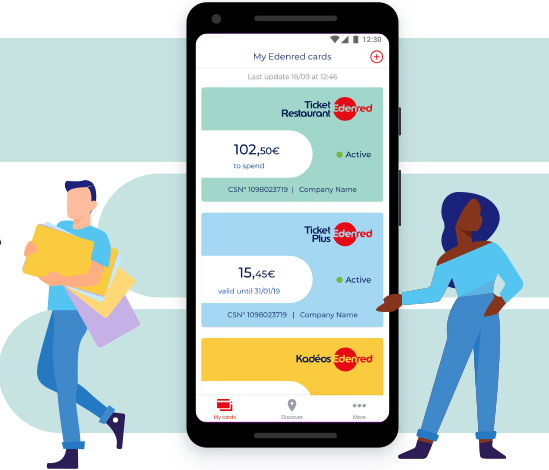 12:30
My Edenred cards
Last update 18/09 at 12:46
Ticket
Restaurant Edenred
102,50€
to spend
Active
CSN° 1098023719 | Company Name
Ticket
Plus Edenred
15,45€
valid until 31/01/19
Active
CSN° 1098023719 | Company Name
Kadéos Edenred
My cards
Discover
More